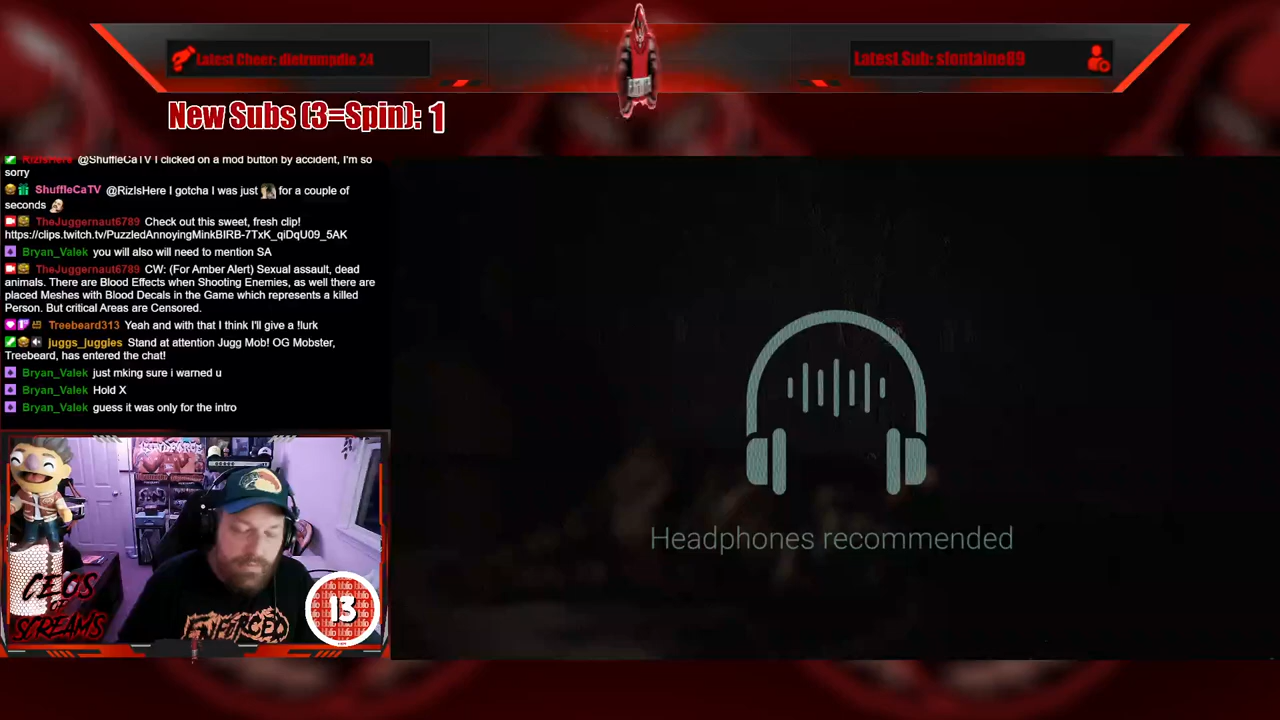 Latest Cheer: dietrumpdie 24
Latest Sub: sfontaine89
New Subs (3=Spin): 1
RizIsHere @ShuffleCaTV I clicked on a mod button by accident, I'm so
sorry
ShuffleCaTV @RizIsHere I gotcha I was just for a couple of
seconds
TheJuggernaut6789 Check out this sweet, fresh clip!
https://clips.twitch.tv/PuzzledAnnoyingMinkBIRB-7TxK_qiDqU09_5AK
Bryan_Valek you will also will need to mention SA
TheJuggernaut6789 CW: (For Amber Alert) Sexual assault, dead
animals. There are Blood Effects when Shooting Enemies, as well there are
placed Meshes with Blood Decals in the Game which represents a killed
Person. But critical Areas are Censored.
Treebeard313 Yeah and with that I think I'll give a !lurk
juggs_juggles Stand at attention Jugg Mob! OG Mobster,
Treebeard, has entered the chat!
Bryan_Valek just mking sure i warned u
Bryan_Valek Hold X
Bryan_Valek guess it was only for the intro
Headphones recommended
CEOS
OF
SCREAMS
ENFORCED
13